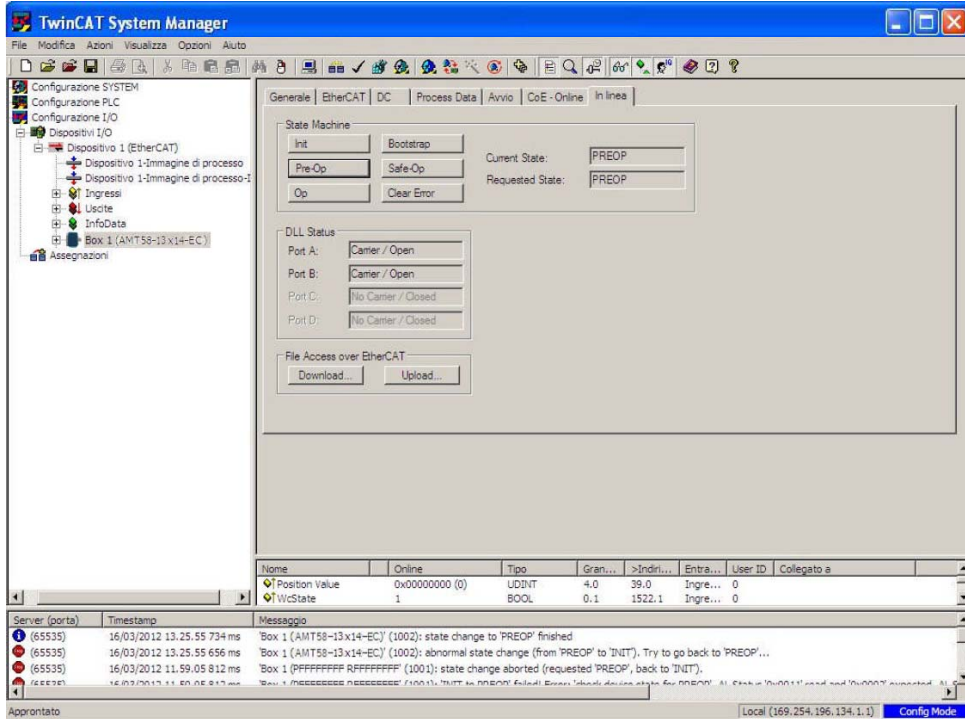 TwinCAT System Manager
File Modifica Azioni Visualizza Opzioni Aiuto
Configurazione SYSTEM
Configurazione PLC
Configurazione I/O
Dispositivi I/O
Dispositivo 1 (EtherCAT)
Dispositivo 1-Immagine di processo
Dispositivo 1-Immagine di processo-I
Ingressi
Uscite
InfoData
Box 1 (AMT58-13x14-EC)
Assegnazioni
Generale EtherCAT DC Process Data Avvio CoE - Online In linea
State Machine
Init Bootstrap
Pre-Op Safe-Op
Op Clear Error
Current State: PREOP
Requested State: PREOP
DLL Status
Port A: Carrier / Open
Port B: Carrier / Open
Port C: No Carrier / Closed
Port D: No Carrier / Closed
File Access over EtherCAT
Download... Upload...
Nome Online Tipo Gran... >Indiri... Entra... User ID Collegato a
Position Value 0x00000000 (0) UDINT 4.0 39.0 Ingre... 0
WcState 1 BOOL 0.1 1522.1 Ingre... 0
Server (porta) Timestamp Messaggio
(65535) 16/03/2012 13.25.55 734 ms 'Box 1 (AMT58-13x14-EC)' (1002): state change to 'PREOP' finished
(65535) 16/03/2012 13.25.55 656 ms 'Box 1 (AMT58-13x14-EC)' (1002): abnormal state change (from 'PREOP' to 'INIT'). Try to go back to 'PREOP'...
(65535) 16/03/2012 11.59.05 812 ms 'Box 1 (PFFFFFFFF RFFFFFFFF' (1001): state change aborted (requested 'PREOP', back to 'INIT').
Approntato Local (169.254.196.134.1.1) Config Mode